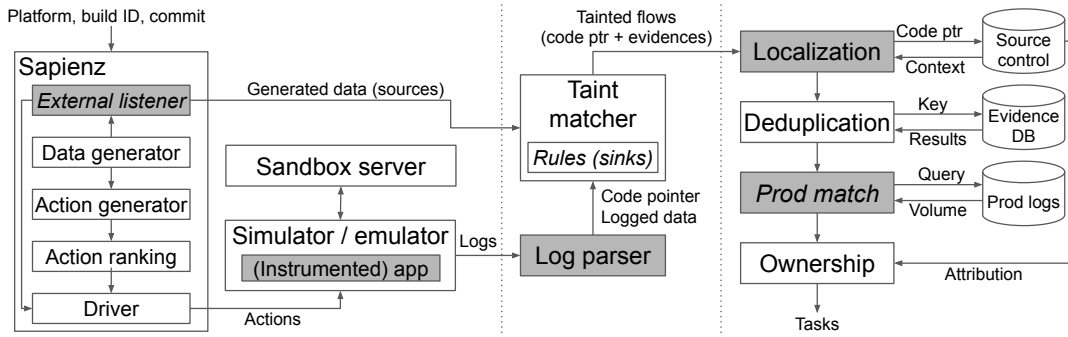 Platform, build ID, commit
Sapienz
External listener
Data generator
Action generator
Action ranking
Driver
Generated data (sources)
Sandbox server
Simulator / emulator
(Instrumented) app
Actions
Logs
Tainted flows
(code ptr + evidences)
Taint
matcher
Rules (sinks)
Code pointer
Logged data
Log parser
Localization
Code ptr
Context
Source
control
Deduplication
Key
Results
Evidence
DB
Prod match
Query
Volume
Prod logs
Ownership
Attribution
Tasks